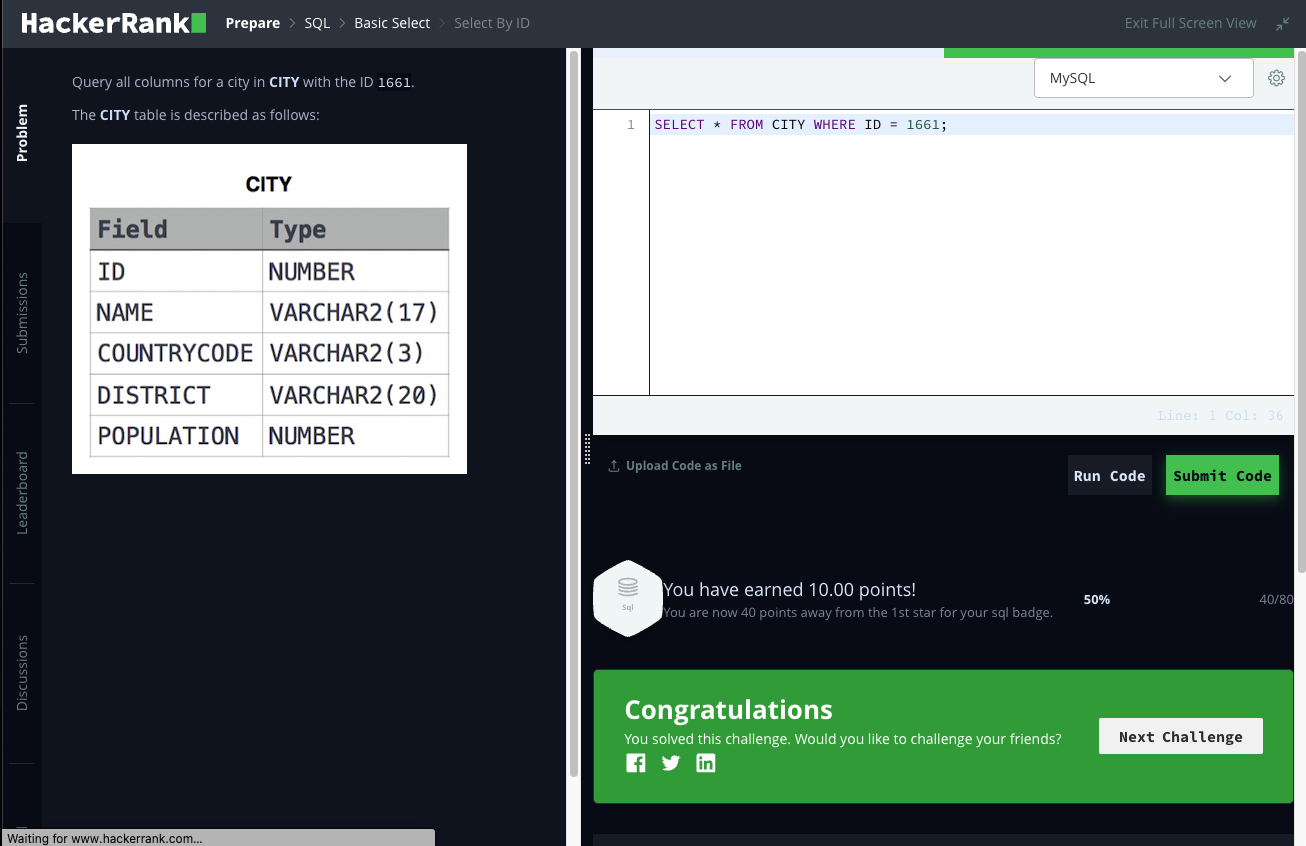 HackerRank
Prepare > SQL > Basic Select > Select By ID
Exit Full Screen View
Problem
Submissions
Leaderboard
Discussions
Query all columns for a city in CITY with the ID 1661.
The CITY table is described as follows:
CITY
Field Type
ID NUMBER
NAME VARCHAR2(17)
COUNTRYCODE VARCHAR2(3)
DISTRICT VARCHAR2(20)
POPULATION NUMBER
MySQL
1 SELECT * FROM CITY WHERE ID = 1661;
Line: 1 Col: 36
Upload Code as File
Run Code
Submit Code
Sql
You have earned 10.00 points!
You are now 40 points away from the 1st star for your sql badge.
50%
40/80
Congratulations
You solved this challenge. Would you like to challenge your friends?
Next Challenge
Waiting for www.hackerrank.com...